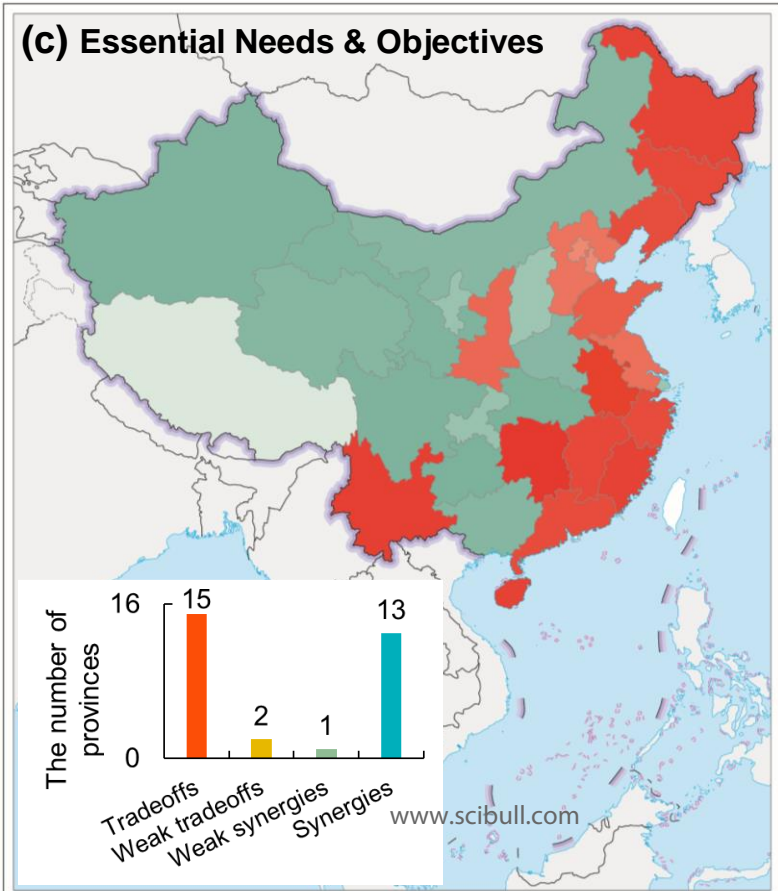 (c) Essential Needs & Objectives
The number of
provinces
16
0
15
2
1
13
Tradeoffs
Weak tradeoffs
Weak synergies
Synergies
www.scibull.com